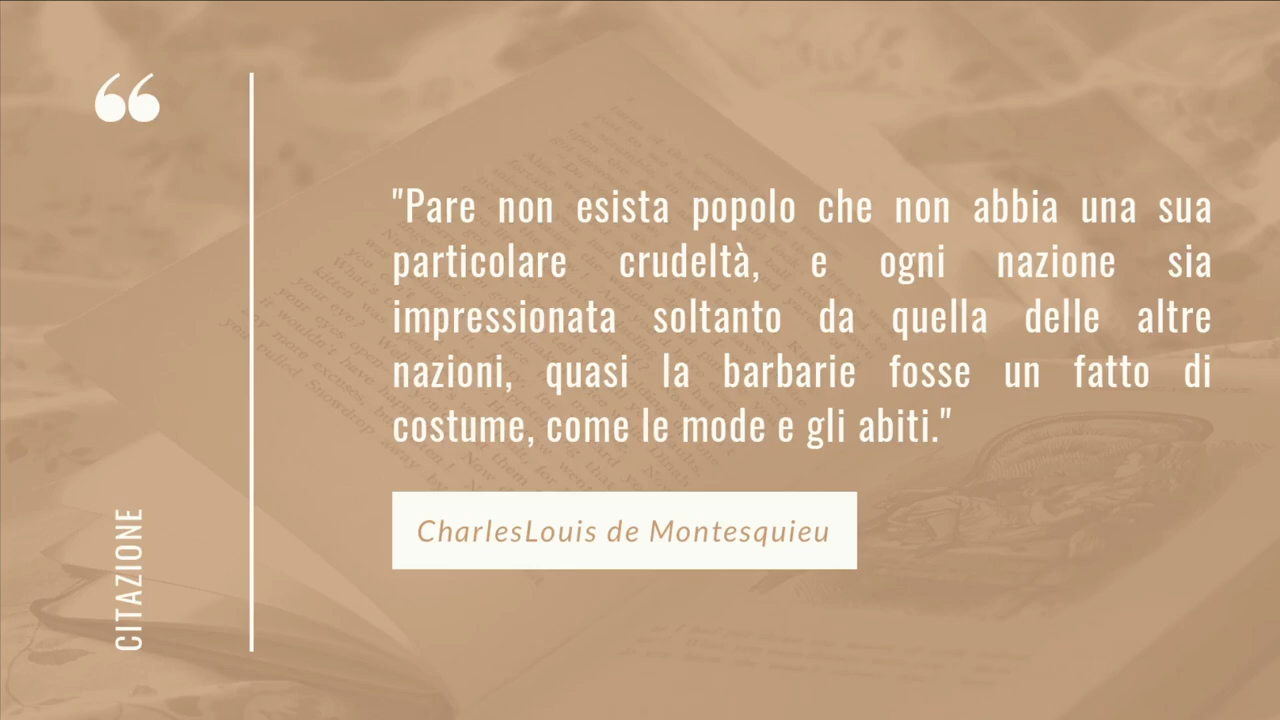 ❝
CITAZIONE
"Pare non esista popolo che non abbia una sua
particolare crudeltà, e ogni nazione sia
impressionata soltanto da quella delle altre
nazioni, quasi la barbarie fosse un fatto di
costume, come le mode e gli abiti."
CharlesLouis de Montesquieu